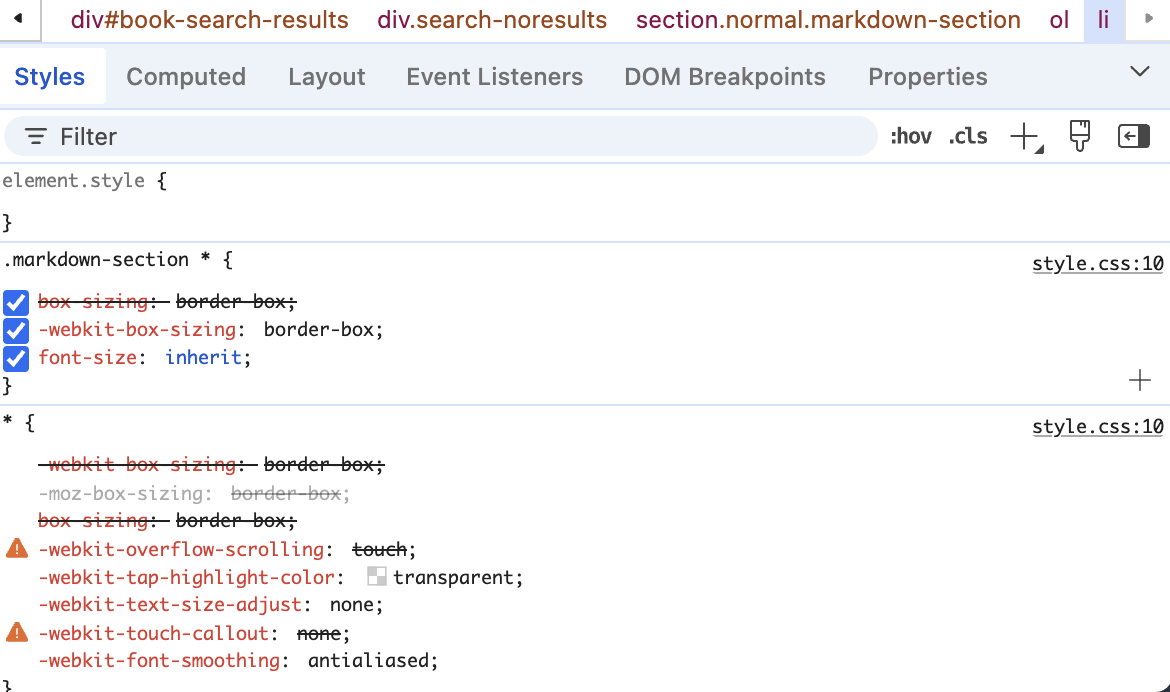 div#book-search-results div.search-noresults section.normal.markdown-section ol li
Styles Computed Layout Event Listeners DOM Breakpoints Properties
Filter :hov .cls
element.style {
}
.markdown-section * { style.css:10
box-sizing: border-box;
-webkit-box-sizing: border-box;
font-size: inherit;
}
* { style.css:10
-webkit-box-sizing: border-box;
-moz-box-sizing: border-box;
box-sizing: border-box;
-webkit-overflow-scrolling: touch;
-webkit-tap-highlight-color: transparent;
-webkit-text-size-adjust: none;
-webkit-touch-callout: none;
-webkit-font-smoothing: antialiased;
}